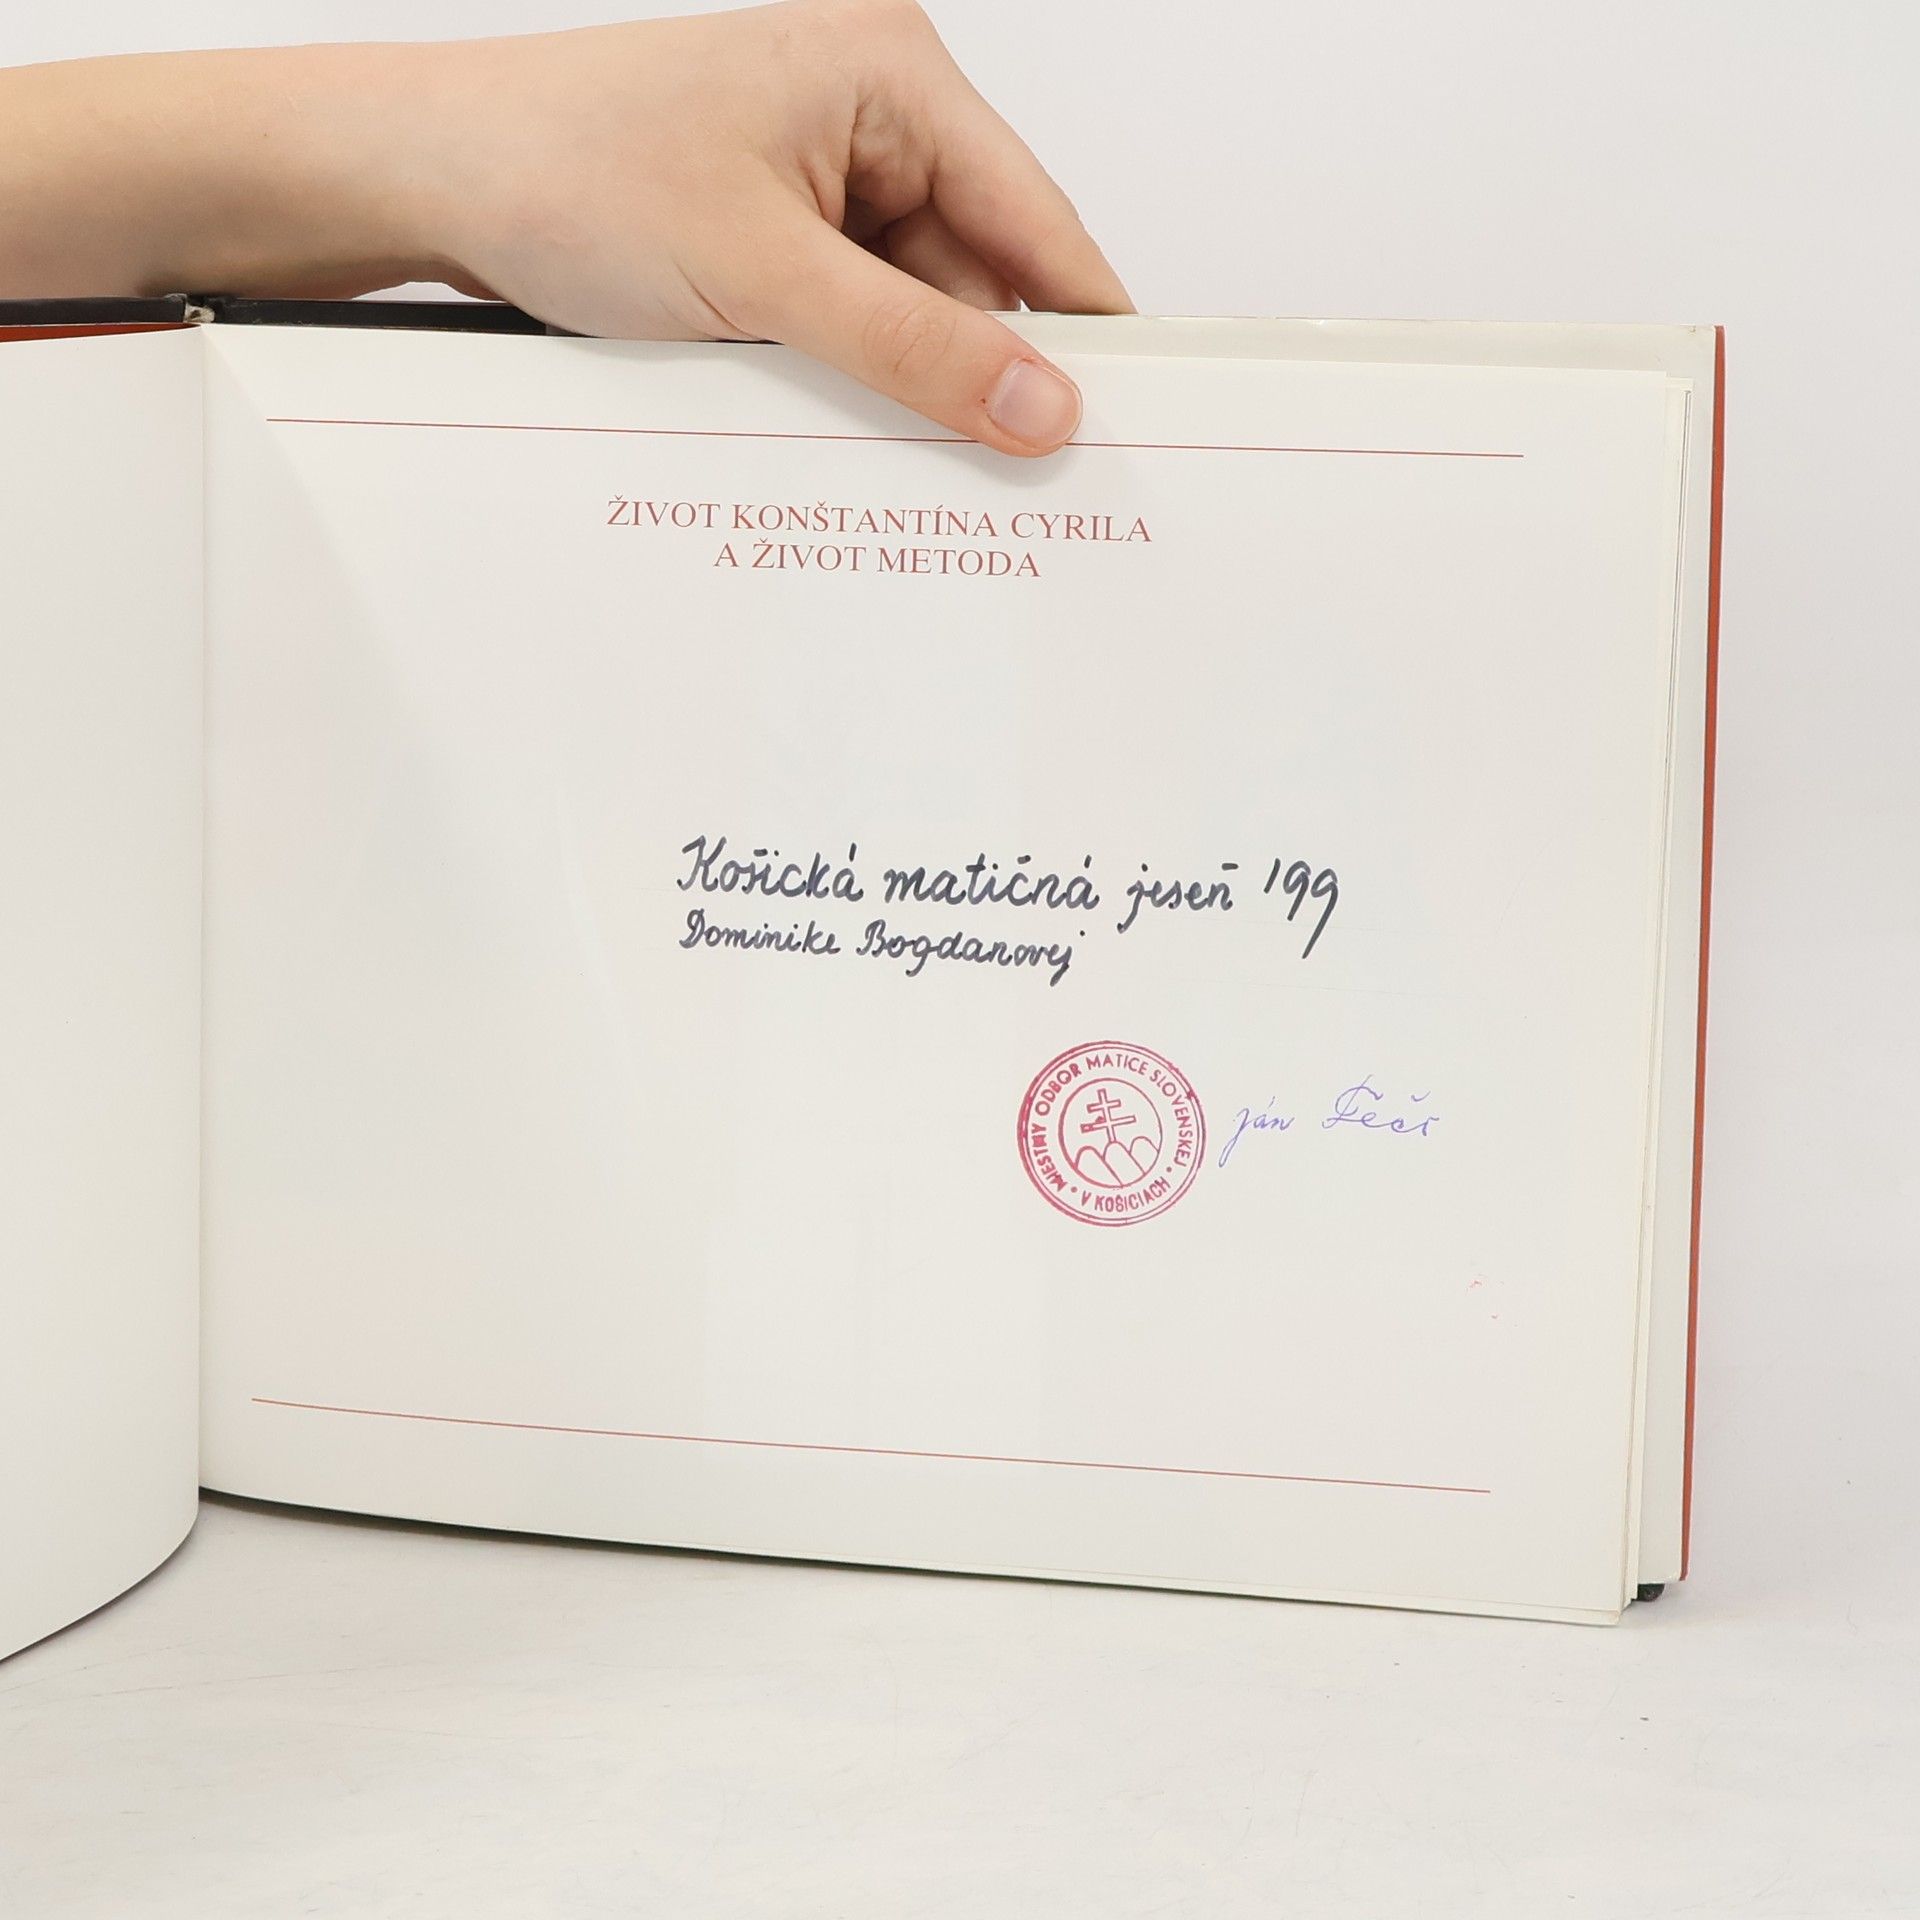 ŽIVOT KONŠTANTÍNA CYRILA
A ŽIVOT METODA
Košická matičná jeseň '99
Dominike Bogdanovej
MIESTNY ODBOR MATICE SLOVENSKEJ • V KOŠICIACH •
Ján